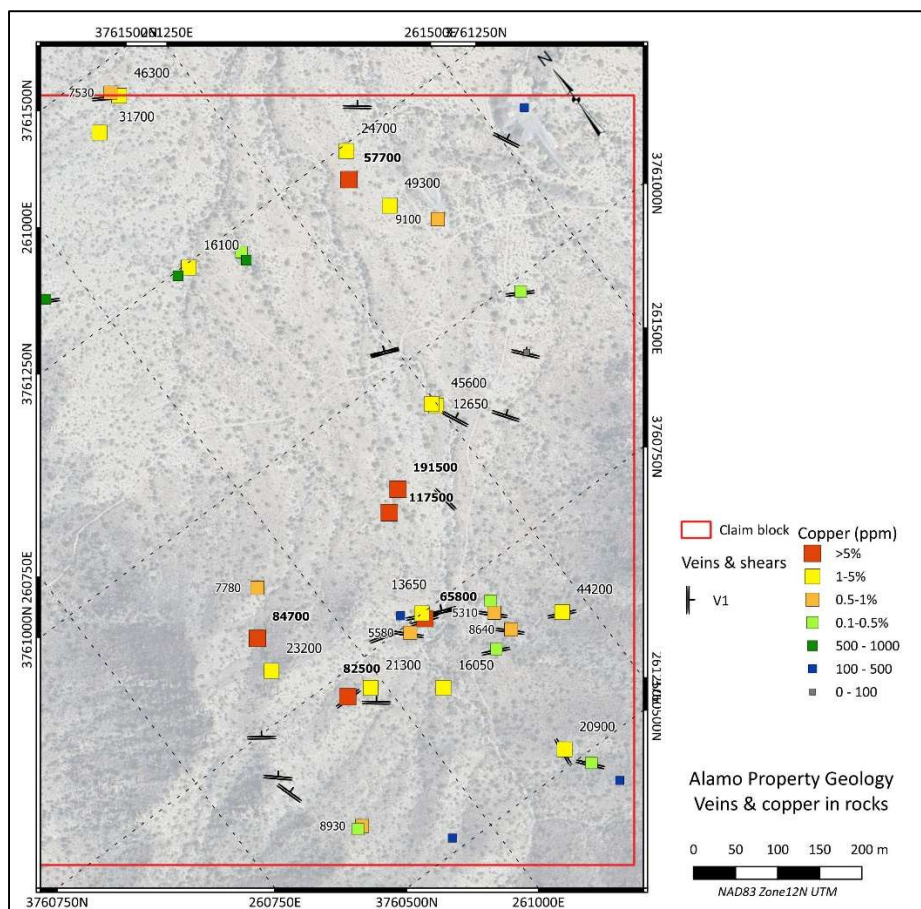 3761500N
261250E
261500E
3761250N
N
46300
7530
31700
3761500N
24700
57700
49300
9100
3761000N
261000E
16100
261500E
3761250N
45600
12650
3760750N
191500
117500
Claim block
Veins & shears
V1
Copper (ppm)
>5%
1-5%
0.5-1%
0.1-0.5%
500 - 1000
100 - 500
0 - 100
260750E
7780
13650
65800
5310
44200
3761000N
84700
5580
8640
23200
82500
21300
16050
20900
8930
Alamo Property Geology
Veins & copper in rocks
0 100 200 m
NAD83 Zone12N UTM
3760750N
260750E
3760500N
261000E